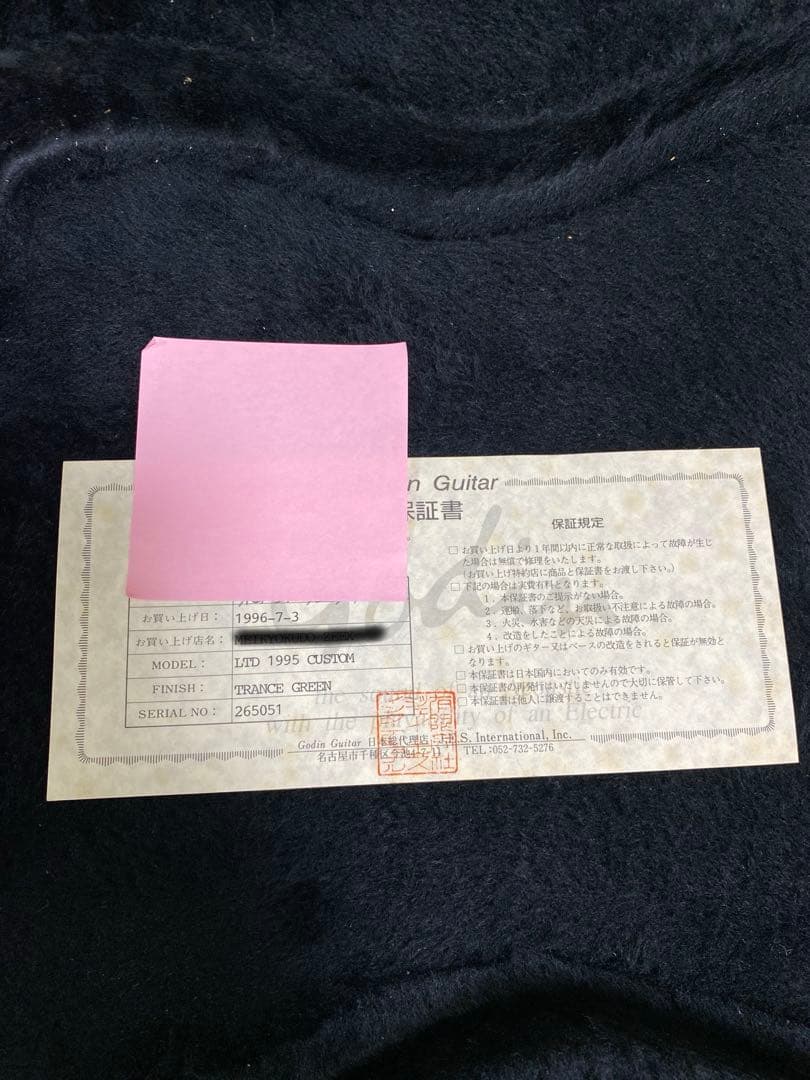 n Guitar
保証書
お買い上げ日： 1996-7-3
お買い上げ店名：
MODEL： LTD 1995 CUSTOM
FINISH： TRANCE GREEN
SERIAL NO： 265051
保証規定
□ お買い上げ日より１年間以内に正常な取扱によって故障が生じ
た場合は無償で修理をいたします。
(お買い上げ特約店に商品と保証書をお渡し下さい。)
□ 下記の場合は実費有料となります。
１、本保証書のご提示がない場合。
２、運搬、落下など、お取扱い不注意による故障の場合。
３、火災、水害などの天災による故障の場合。
４、改造をしたことによる故障の場合。
□ お買い上げのギター又はベースの改造をされると保証が無効と
なります。
□ 本保証書は日本国内においてのみ有効です。
□ 本保証書の再発行はいたしませんので大切に保管して下さい。
□ 本保証書は他人に譲渡することはできません。
with the of an Electric
Godin Guitar 日本総代理店 International, Inc.
名古屋市千種区今池4-7-11 TEL:052-732-5276